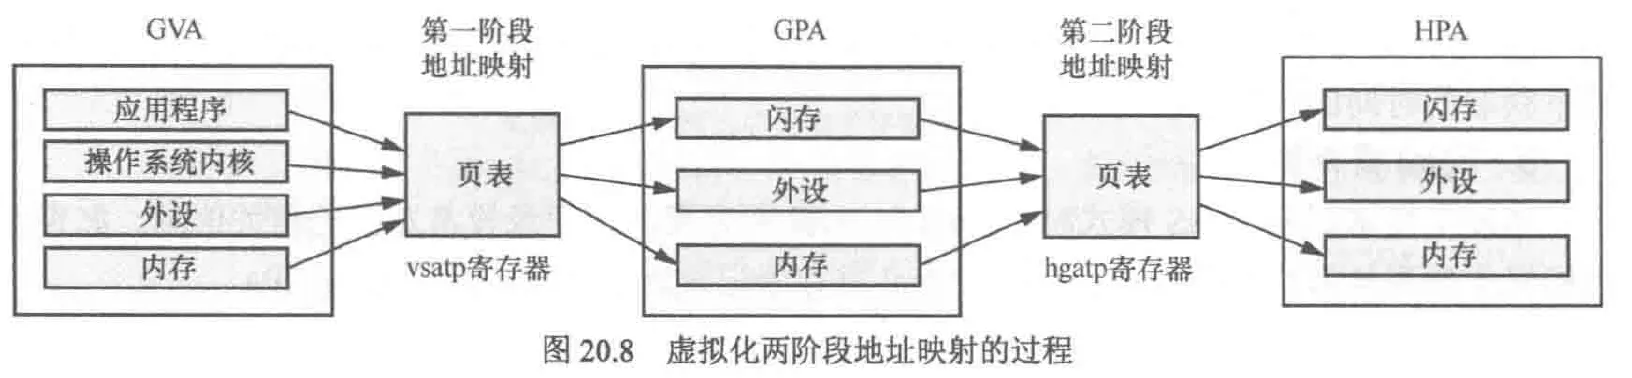 GVA
第一阶段
地址映射
GPA
第二阶段
地址映射
HPA
应用程序
操作系统内核
外设
内存
页表
vsatp寄存器
闪存
外设
内存
页表
hgatp寄存器
闪存
外设
内存
图 20.8 虚拟化两阶段地址映射的过程